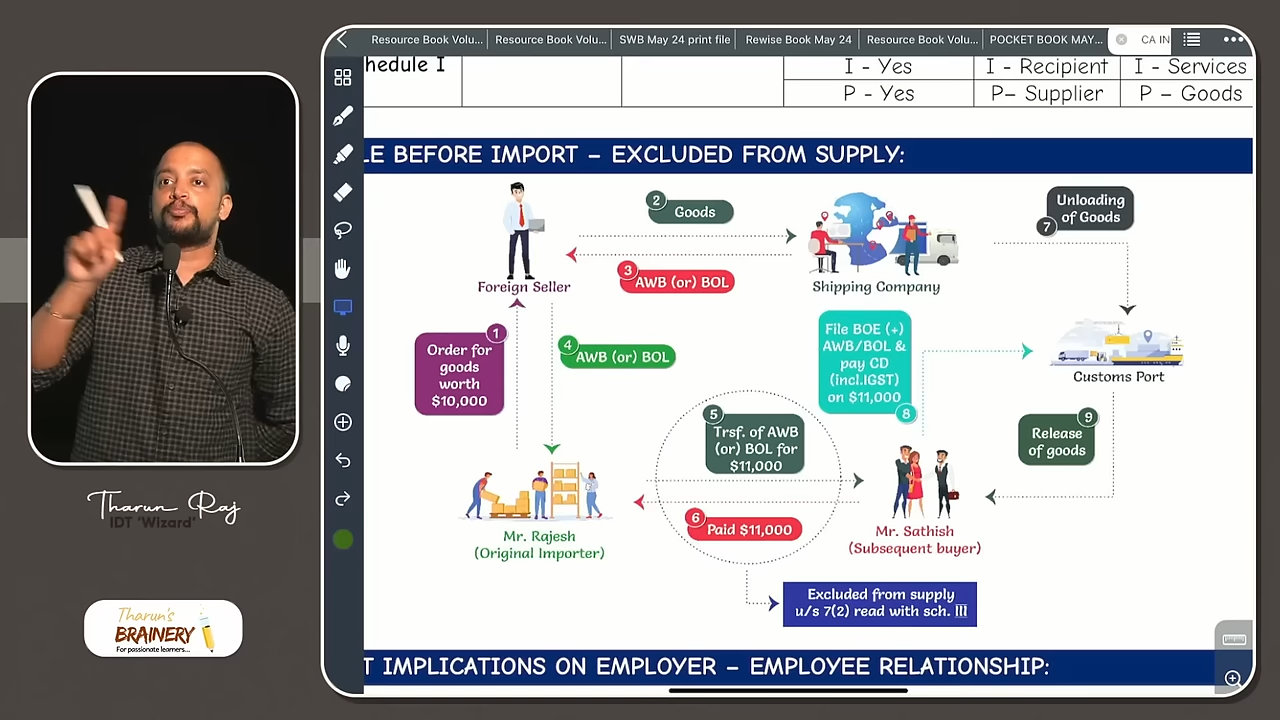 Resource Book Volu...
Resource Book Volu...
SWB May 24 print file
Rewise Book May 24
Resource Book Volu...
POCKET BOOK MAY...
CA IN
hedule I
I - Yes
I - Recipient
I - Services
P - Yes
P- Supplier
P - Goods
LE BEFORE IMPORT - EXCLUDED FROM SUPPLY:
2
Goods
3
AWB (or) BOL
Foreign Seller
Shipping Company
Unloading
of Goods
7
1
Order for
goods
worth
$10,000
4
AWB (or) BOL
File BOE (+)
AWB/BOL &
pay CD
(incl.IGST)
on $11,000
8
Customs Port
5
Trsf. of AWB
(or) BOL for
$11,000
9
Release
of goods
6
Paid $11,000
Mr. Rajesh
(Original Importer)
Mr. Sathish
(Subsequent buyer)
Excluded from supply
u/s 7(2) read with sch. III
T IMPLICATIONS ON EMPLOYER - EMPLOYEE RELATIONSHIP:
Tharun Raj
IDT 'Wizard'
Tharun's
BRAINERY
For passionate learners...